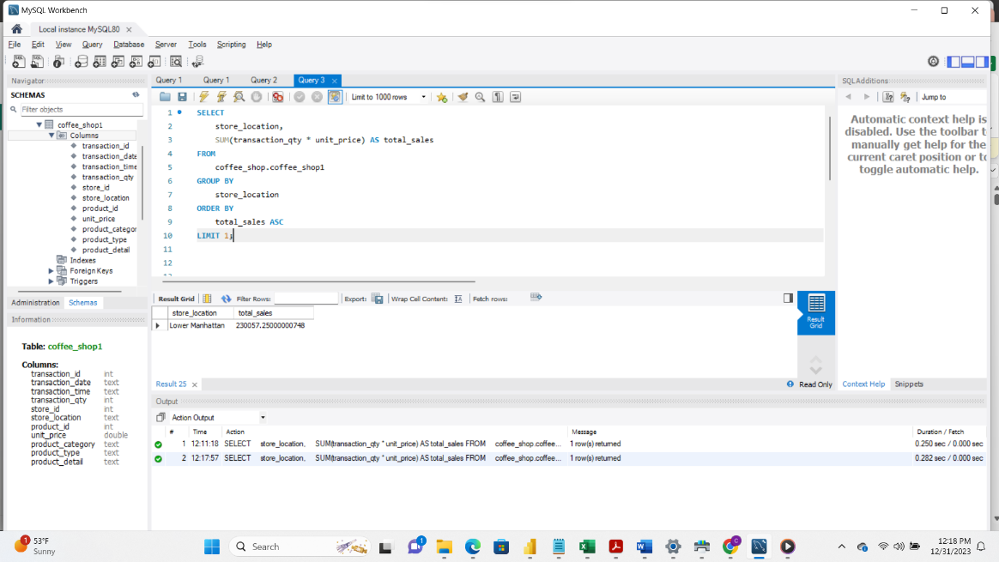 MySQL Workbench
Local instance MySQL80
File Edit View Query Database Server Tools Scripting Help
Navigator
SCHEMAS
Filter objects
coffee_shop1
Columns
transaction_id
transaction_date
transaction_time
transaction_qty
store_id
store_location
product_id
unit_price
product_categor
product_type
product_detail
Indexes
Foreign Keys
Triggers
Administration Schemas
Information
Table: coffee_shop1
Columns:
transaction_id int
transaction_date text
transaction_time text
transaction_qty int
store_id int
store_location text
product_id int
unit_price double
product_category text
product_type text
product_detail text
Query 1 Query 1 Query 2 Query 3
Limit to 1000 rows
1 SELECT
2 store_location,
3 SUM(transaction_qty * unit_price) AS total_sales
4 FROM
5 coffee_shop.coffee_shop1
6 GROUP BY
7 store_location
8 ORDER BY
9 total_sales ASC
10 LIMIT 1;
11
12
Result Grid Filter Rows: Export: Wrap Cell Content: Fetch rows:
store_location total_sales
Lower Manhattan 230057.25000000748
Result Grid
Result 25
Read Only
SQLAdditions
Jump to
Automatic context help is
disabled. Use the toolbar t
manually get help for the
current caret position or to
toggle automatic help.
Context Help Snippets
Output
Action Output
# Time Action Message Duration / Fetch
1 12:11:18 SELECT store_location, SUM(transaction_qty * unit_price) AS total_sales FROM coffee_shop.coffee... 1 row(s) returned 0.250 sec / 0.000 sec
2 12:17:57 SELECT store_location, SUM(transaction_qty * unit_price) AS total_sales FROM coffee_shop.coffee... 1 row(s) returned 0.282 sec / 0.000 sec
1
53°F
Sunny
Search
1
C
12:18 PM
12/31/2023